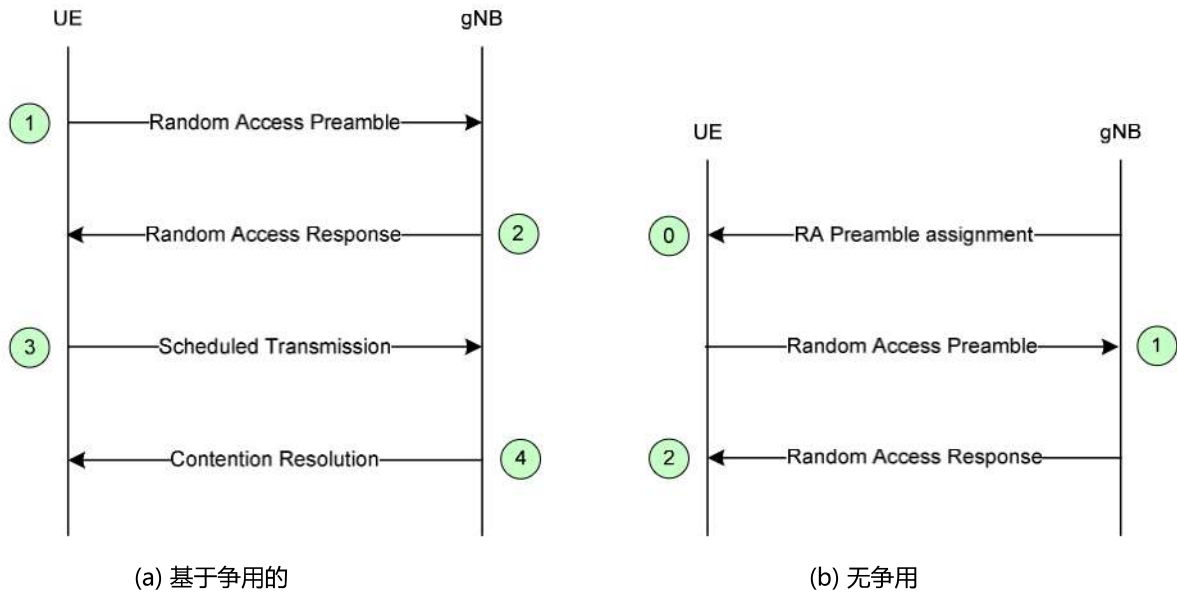 UE
gNB
1
Random Access Preamble
Random Access Response
2
3
Scheduled Transmission
Contention Resolution
4
(a) 基于争用的
UE
gNB
0
RA Preamble assignment
Random Access Preamble
1
2
Random Access Response
(b) 无争用